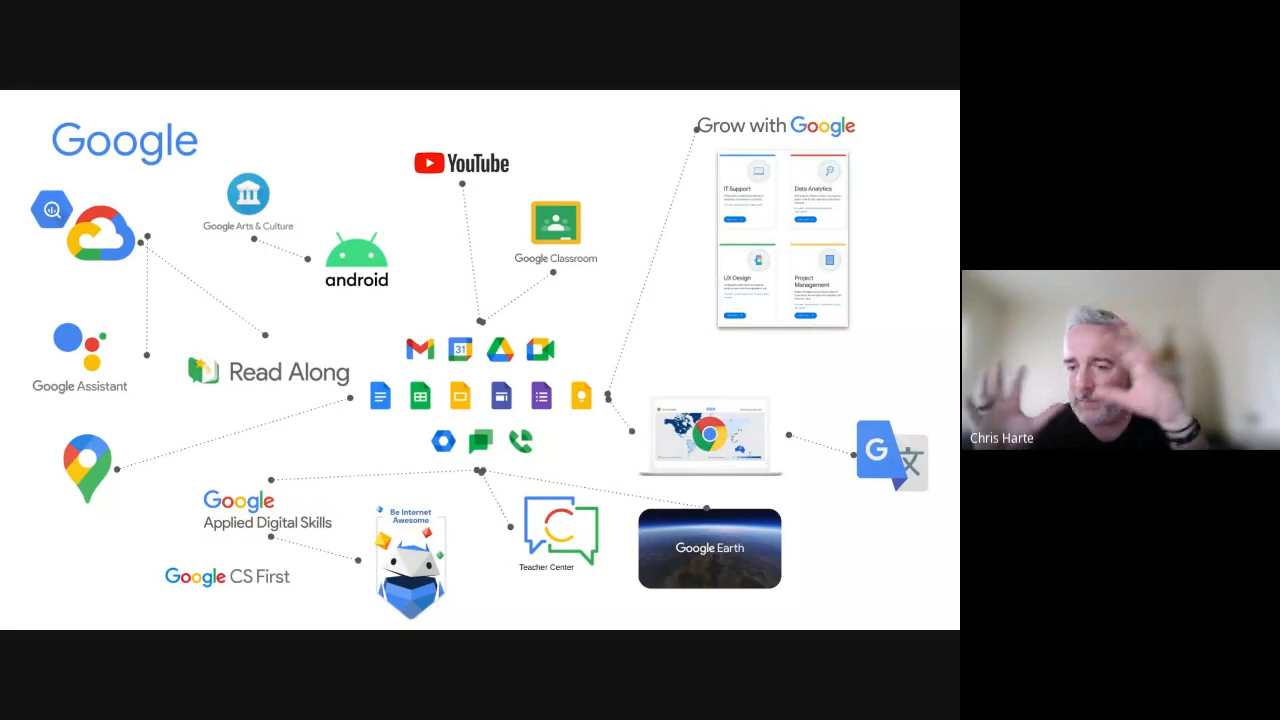 Google
Grow with Google
YouTube
IT Support
Data Analytics
Google Arts & Culture
Google Classroom
android
UX Design
Project
Management
31
Google Assistant
Read Along
G
文
Google
Applied Digital Skills
Be Internet
Awesome
Google Earth
Teacher Center
Google CS First
Chris Harte